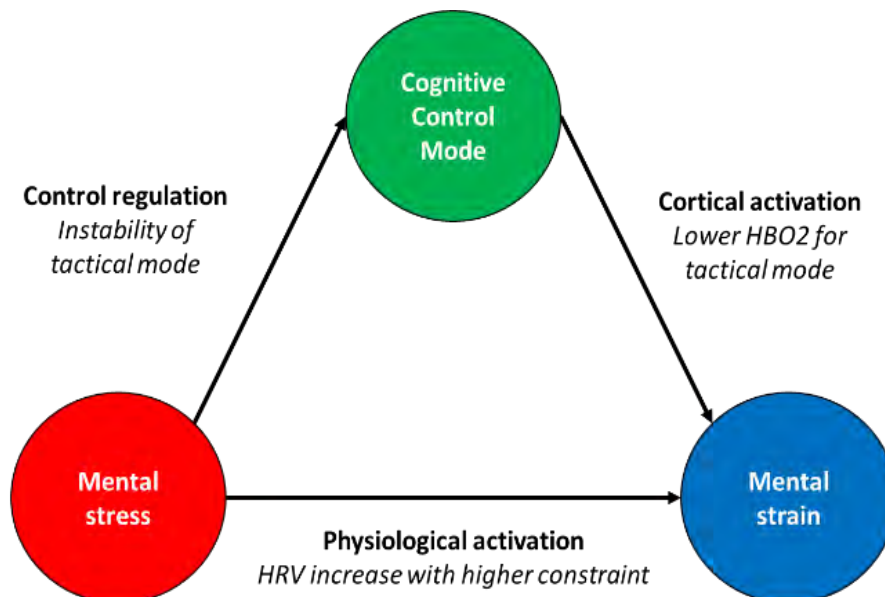 Cognitive
Control
Mode
Control regulation
Instability of
tactical mode
Cortical activation
Lower HBO2 for
tactical mode
Mental
stress
Mental
strain
Physiological activation
HRV increase with higher constraint